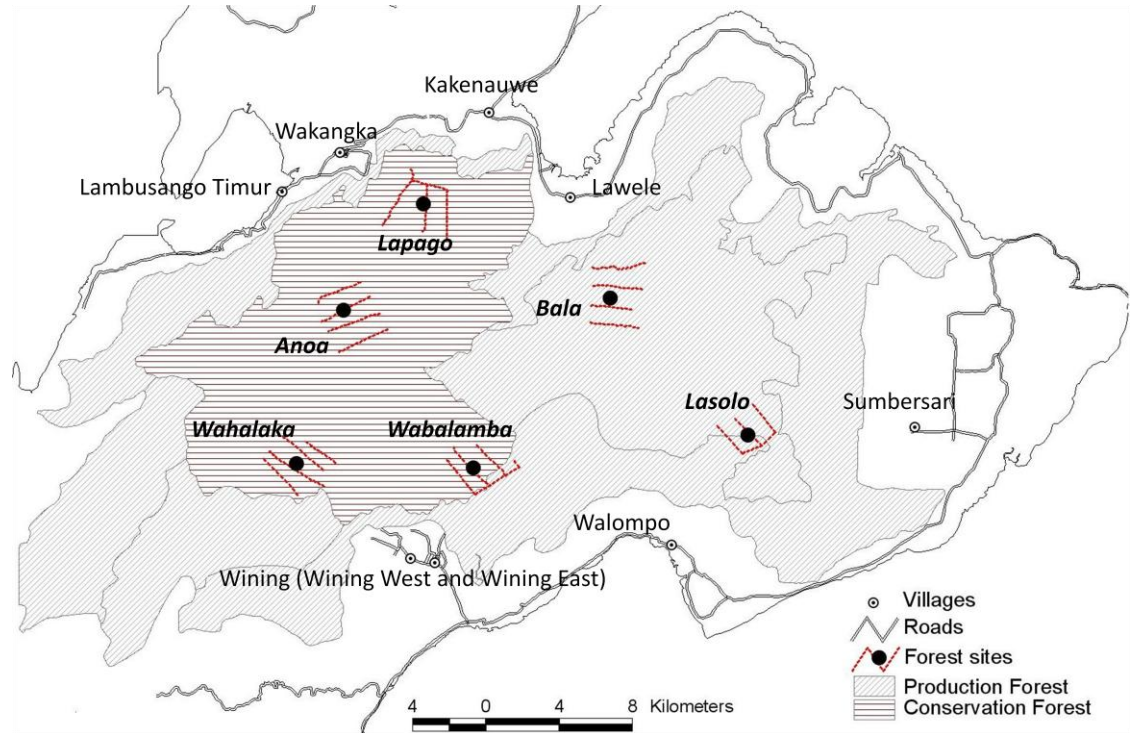 Kakenauwe
Wakangka
Lambusango Timur
Lawele
Lapago
Bala
Anoa
Lasolo
Sumbersari
Wahalaka
Wabalamba
Walompo
Wining (Wining West and Wining East)
Villages
Roads
Forest sites
Production Forest
Conservation Forest
4 0 4 8 Kilometers